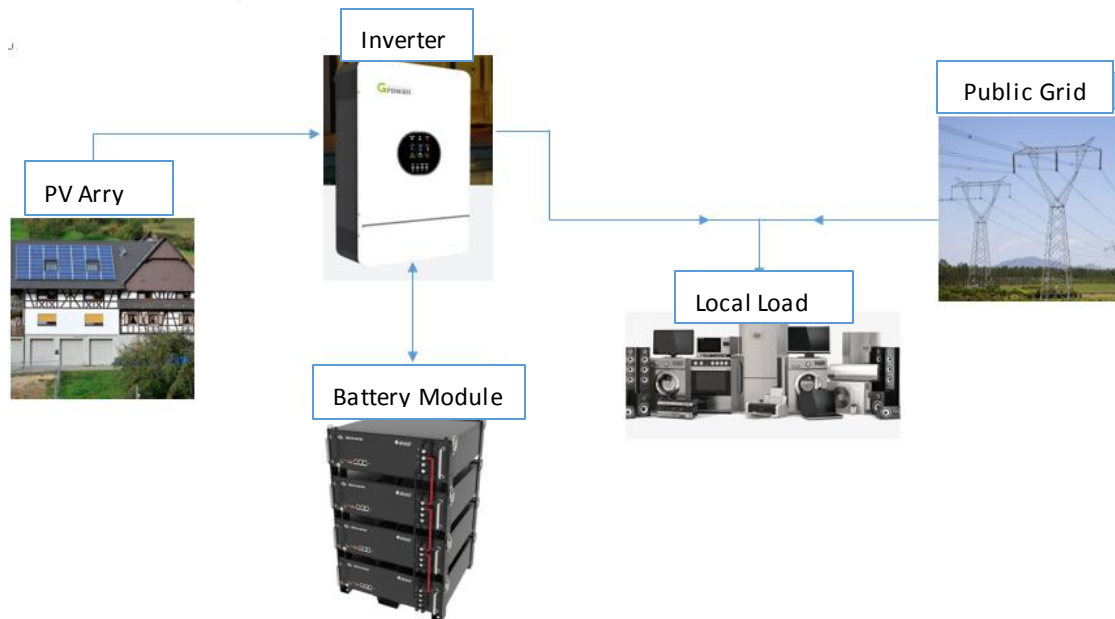 Inverter
Growatt
Public Grid
PV Arry
Local Load
Battery Module